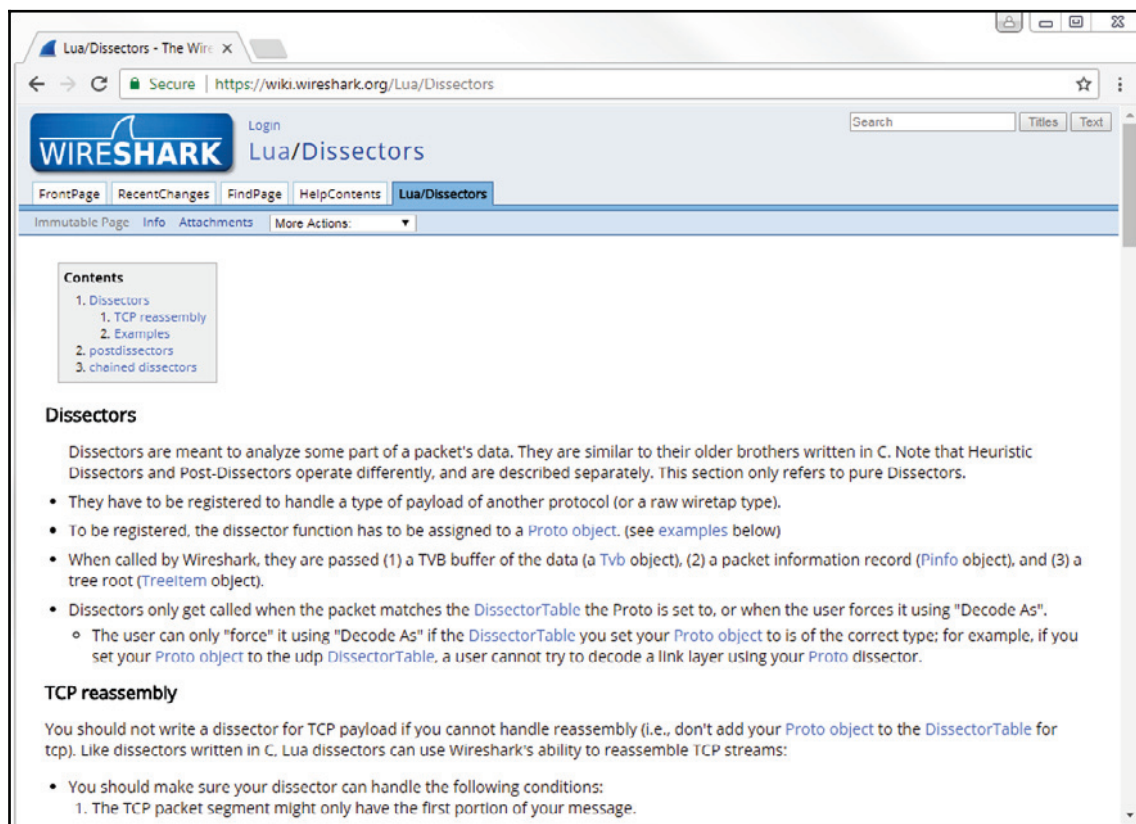 Lua/Dissectors - The Wire
Secure | https://wiki.wireshark.org/Lua/Dissectors
WIRESHARK
Login
Lua/Dissectors
Search
Titles
Text
FrontPage
RecentChanges
FindPage
HelpContents
Lua/Dissectors
Immutable Page
Info
Attachments
More Actions:
Contents
1. Dissectors
1. TCP reassembly
2. Examples
2. postdissectors
3. chained dissectors
Dissectors
Dissectors are meant to analyze some part of a packet's data. They are similar to their older brothers written in C. Note that Heuristic
Dissectors and Post-Dissectors operate differently, and are described separately. This section only refers to pure Dissectors.
• They have to be registered to handle a type of payload of another protocol (or a raw wiretap type).
• To be registered, the dissector function has to be assigned to a Proto object. (see examples below)
• When called by Wireshark, they are passed (1) a TVB buffer of the data (a Tvb object), (2) a packet information record (Pinfo object), and (3) a
tree root (TreeItem object).
• Dissectors only get called when the packet matches the DissectorTable the Proto is set to, or when the user forces it using "Decode As".
The user can only "force" it using "Decode As" if the DissectorTable you set your Proto object to is of the correct type; for example, if you
set your Proto object to the udp DissectorTable, a user cannot try to decode a link layer using your Proto dissector.
TCP reassembly
You should not write a dissector for TCP payload if you cannot handle reassembly (i.e., don't add your Proto object to the DissectorTable for
tcp). Like dissectors written in C, Lua dissectors can use Wireshark's ability to reassemble TCP streams:
• You should make sure your dissector can handle the following conditions:
1. The TCP packet segment might only have the first portion of your message.